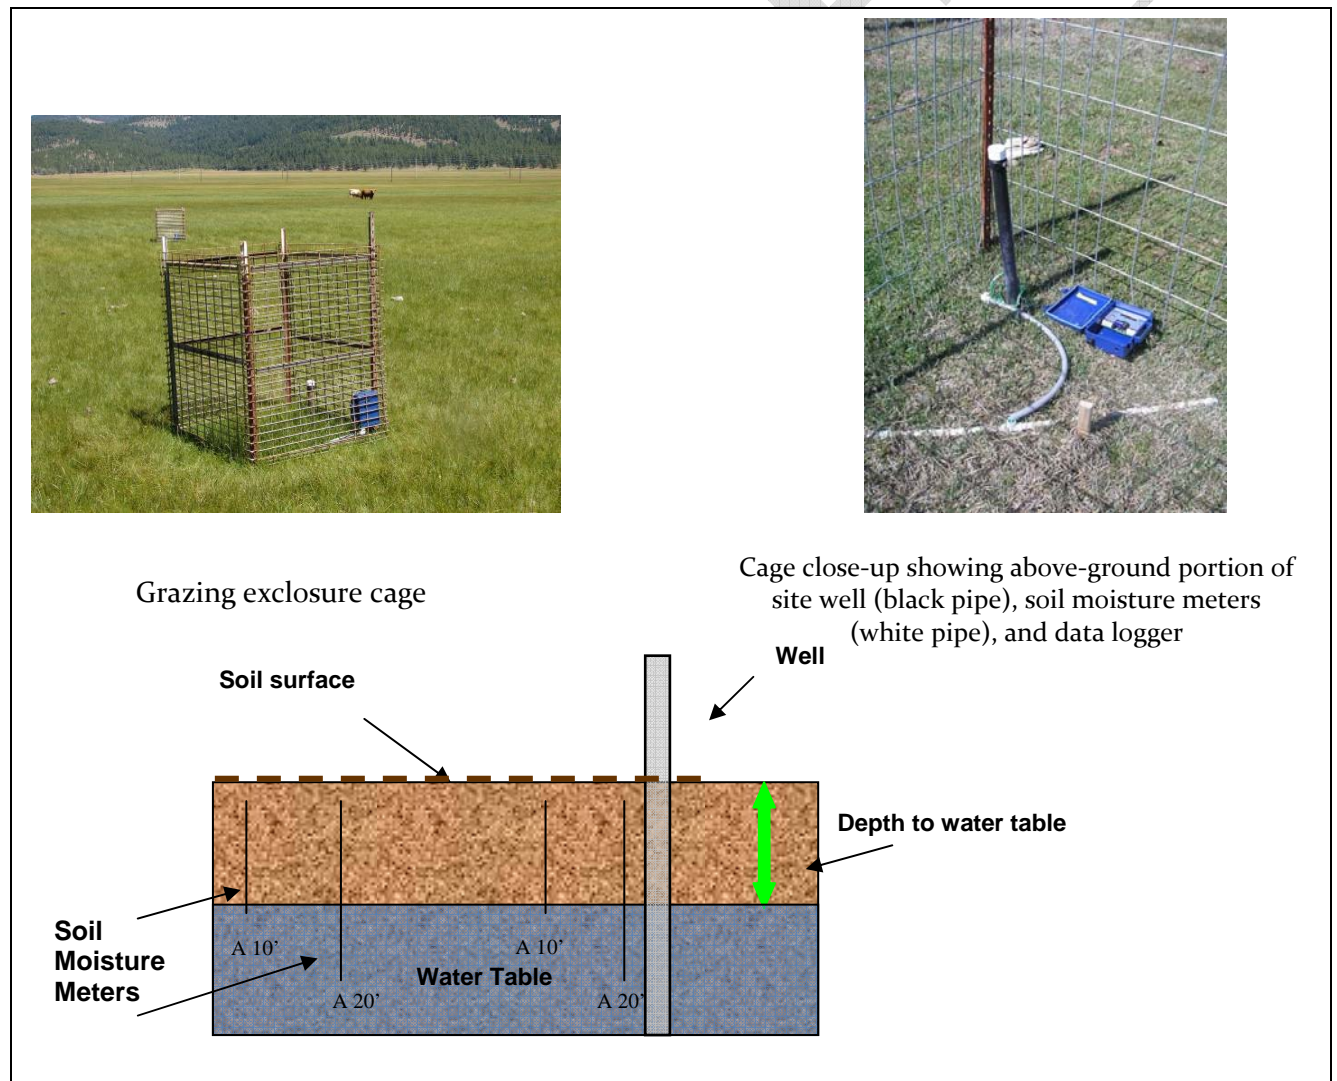 Grazing exclosure cage
Cage close-up showing above-ground portion of
site well (black pipe), soil moisture meters
(white pipe), and data logger
Well
Soil surface
Depth to water table
Soil
Moisture
Meters
A 10’
A 20’
Water Table
A 10’
A 20’